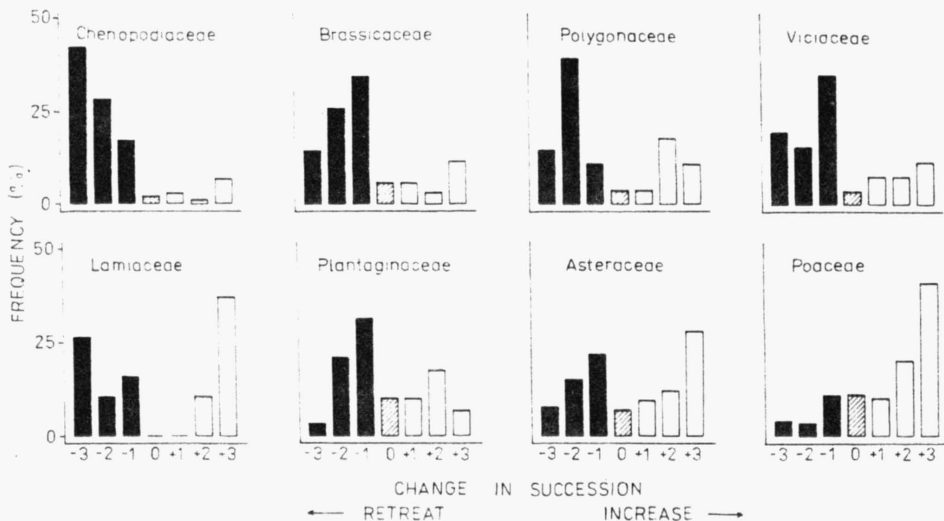 50
Chenopodiaceae
Brassicaceae
Polygonaceae
Viciaceae
25
0
FREQUENCY (%)
50
Lamiaceae
Plantaginaceae
Asteraceae
Poaceae
25
0
-3 -2 -1 0 +1 +2 +3
-3 -2 -1 0 +1 +2 +3
-3 -2 -1 0 +1 +2 +3
-3 -2 -1 0 +1 +2 +3
CHANGE IN SUCCESSION
← RETREAT INCREASE →